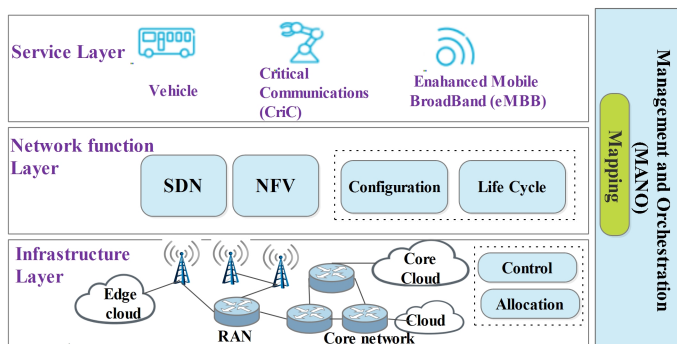 Service Layer
Vehicle
Critical
Communications
(CriC)
Enahanced Mobile
BroadBand (eMBB)
Network function
Layer
SDN
NFV
Configuration
Life Cycle
Infrastructure
Layer
Edge
cloud
RAN
Core
Cloud
Cloud
Core network
Control
Allocation
Management and Orchestration
(MANO)
Mapping